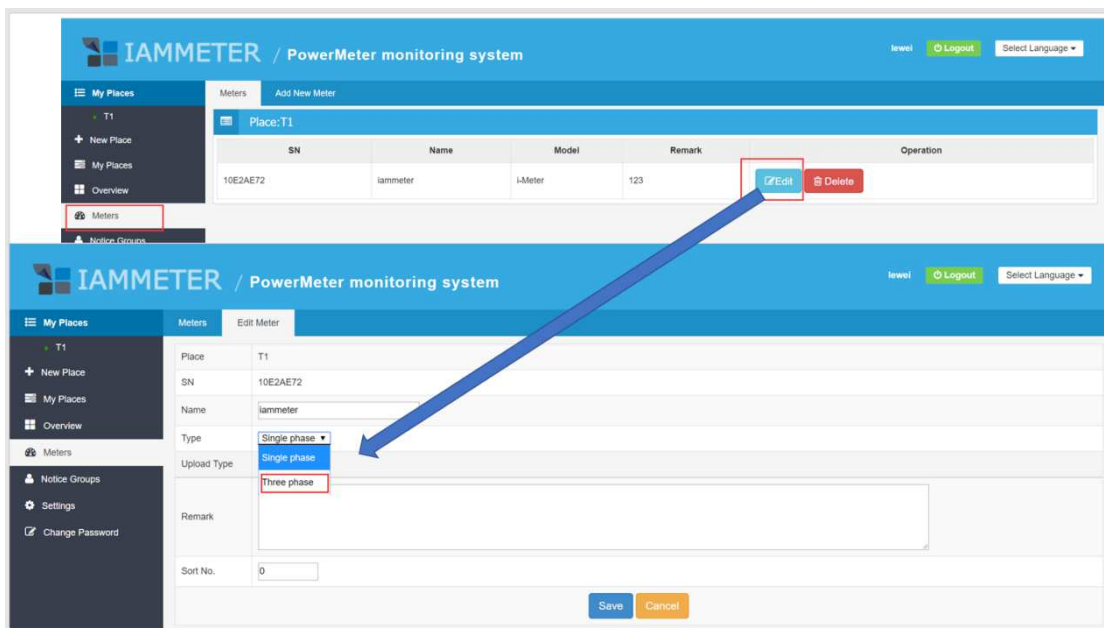 IAMMETER / PowerMeter monitoring system
lewei Logout Select Language
My Places Meters Add New Meter
T1 Place:T1
New Place SN Name Model Remark Operation
My Places 10E2AE72 iammeter i-Meter 123 Edit Delete
Overview
Meters
Notice Groups
IAMMETER / PowerMeter monitoring system
lewei Logout Select Language
My Places Meters Edit Meter
T1 Place T1
New Place SN 10E2AE72
My Places Name iammeter
Overview Type Single phase
Meters Upload Type Single phase
Notice Groups Three phase
Settings Remark
Change Password
Sort No. 0
Save Cancel